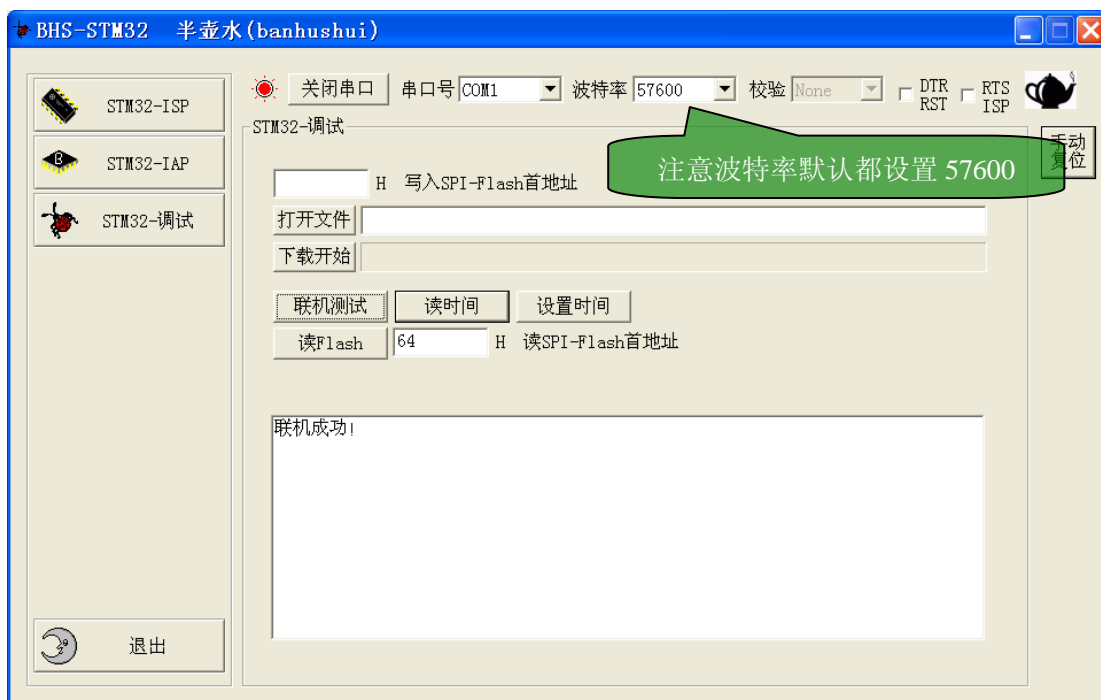 BHS-STM32 半壶水(banhushui)
关闭串口 串口号 COM1 波特率 57600 校验 None DTR RST RTS ISP
STM32-ISP
STM32-IAP
STM32-调试
退出
STM32-调试
注意波特率默认都设置 57600
手动
复位
H 写入SPI-Flash首地址
打开文件
下载开始
联机测试 读时间 设置时间
读Flash 64 H 读SPI-Flash首地址
联机成功!